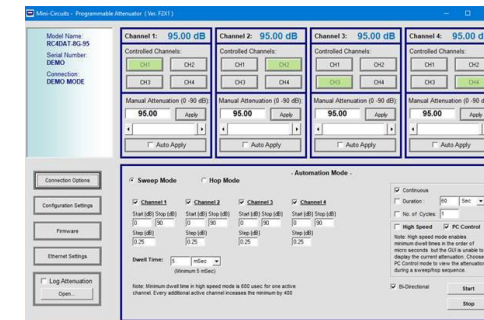 Mini-Circuits - Programmable Attenuator ( Ver. F2X1 )
Model Name:
RC4DAT-8G-95
Serial Number:
DEMO
Connection:
DEMO MODE
Channel 1: 95.00 dB
Controlled Channels:
CH1 CH2
CH3 CH4
Manual Attenuation (0 -90 dB):
95.00 Apply
Auto Apply
Channel 2: 95.00 dB
Controlled Channels:
CH1 CH2
CH3 CH4
Manual Attenuation (0 -90 dB):
95.00 Apply
Auto Apply
Channel 3: 95.00 dB
Controlled Channels:
CH1 CH2
CH3 CH4
Manual Attenuation (0 -90 dB):
95.00 Apply
Auto Apply
Channel 4: 95.00 d
Controlled Channels:
CH1 CH2
CH3 CH4
Manual Attenuation (0 -90 dB)
95.00 Apply
Auto Apply
Connection Options
Configuration Settings
Firmware
Ethernet Settings
Log Attenuation
Open...
- Automation Mode -
Sweep Mode Hop Mode
Channel 1 Channel 2 Channel 3 Channel 4
Start (dB) Stop (dB) Start (dB) Stop (dB) Start (dB) Stop (dB) Start (dB) Stop (dB)
0 90 0 90 0 90 0 90
Step (dB) Step (dB) Step (dB) Step (dB)
0.25 0.25 0.25 0.25
Dwell Time: 5 mSec
(Minimum 5 mSec)
Note: Minimum dwell time in high speed mode is 600 usec for one active
channel. Every additional active channel increases the minimum by 400
Continuous
Duration : 60 Sec
No. of Cycles: 1
High Speed PC Control
Note: High speed mode enables
minimum dwell times in the order of
micro seconds but the GUI is unable to
display the current attenuation. Choose
PC Control mode to view the attenuation
during a sweep/hop sequence.
Bi-Directional Start
Stop